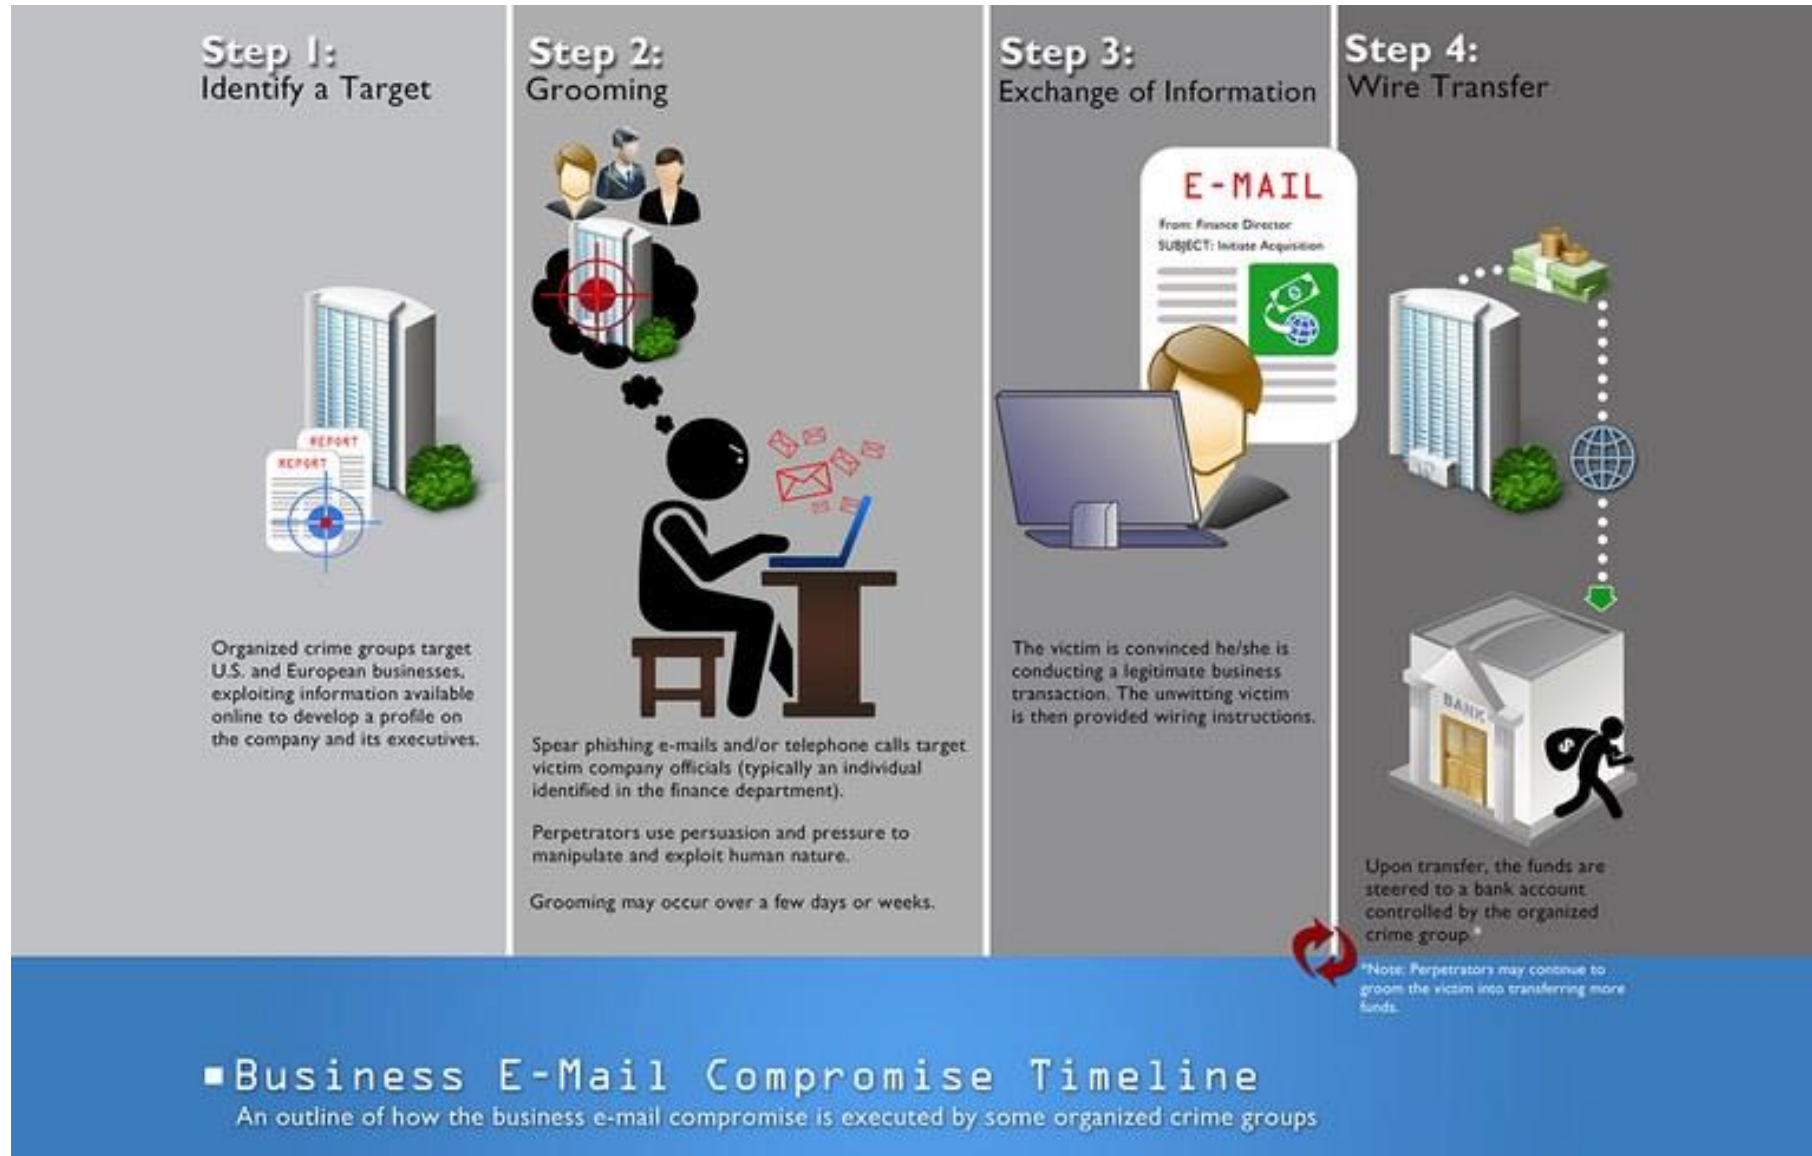 Step 1:
Identify a Target
REPORT
REPORT
Organized crime groups target
U.S. and European businesses,
exploiting information available
online to develop a profile on
the company and its executives.
Step 2:
Grooming
Spear phishing e-mails and/or telephone calls target
victim company officials (typically an individual
identified in the finance department).
Perpetrators use persuasion and pressure to
manipulate and exploit human nature.
Grooming may occur over a few days or weeks.
Step 3:
Exchange of Information
E-MAIL
From: Finance Director
SUBJECT: Initiate Acquisition
The victim is convinced he/she is
conducting a legitimate business
transaction. The unwitting victim
is then provided wiring instructions.
Step 4:
Wire Transfer
BANK
$
Upon transfer, the funds are
steered to a bank account
controlled by the organized
crime group.*
*Note: Perpetrators may continue to
groom the victim into transferring more
funds.
Business E-Mail Compromise Timeline
An outline of how the business e-mail compromise is executed by some organized crime groups